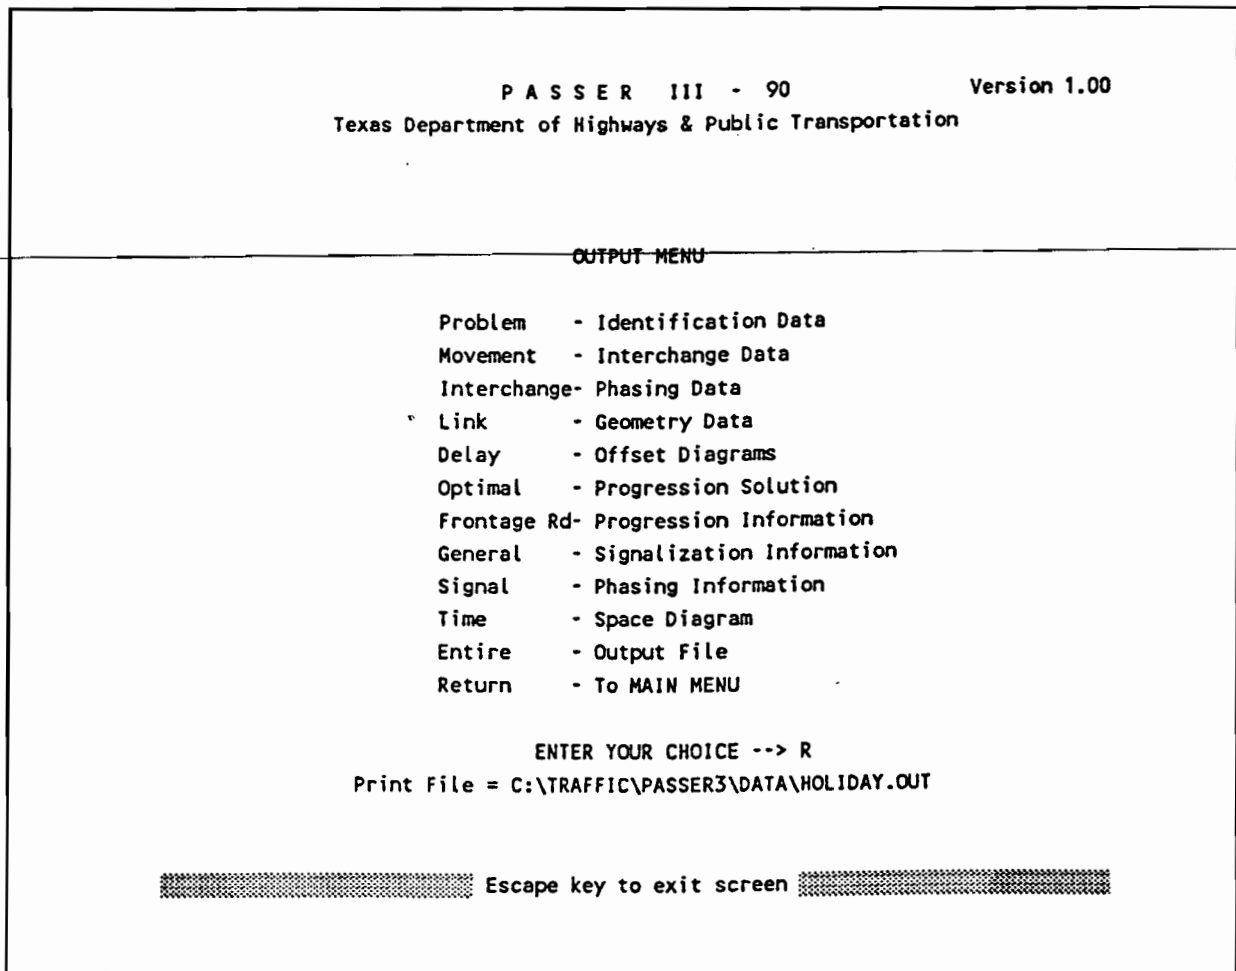 P A S S E R III - 90 Version 1.00
Texas Department of Highways & Public Transportation
OUTPUT MENU
Problem - Identification Data
Movement - Interchange Data
Interchange- Phasing Data
Link - Geometry Data
Delay - Offset Diagrams
Optimal - Progression Solution
Frontage Rd- Progression Information
General - Signalization Information
Signal - Phasing Information
Time - Space Diagram
Entire - Output File
Return - To MAIN MENU
ENTER YOUR CHOICE --> R
Print File = C:\TRAFFIC\PASSER3\DATA\HOLIDAY.OUT
Escape key to exit screen